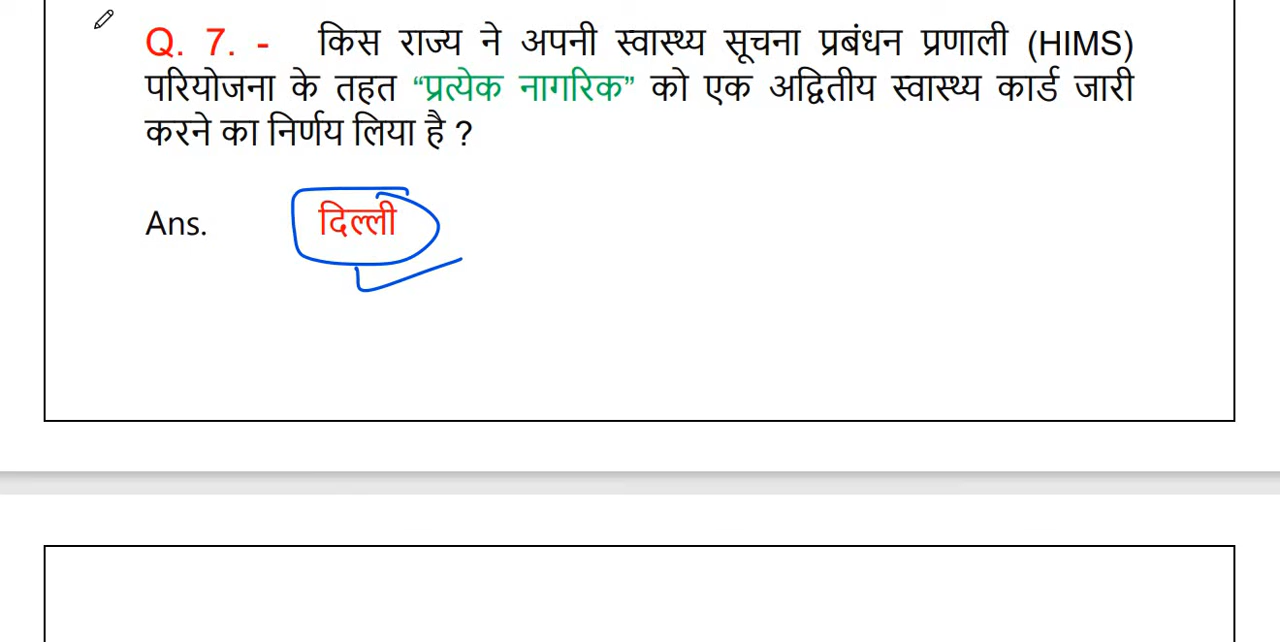 Q. 7. - किस राज्य ने अपनी स्वास्थ्य सूचना प्रबंधन प्रणाली (HIMS)
परियोजना के तहत “प्रत्येक नागरिक” को एक अद्वितीय स्वास्थ्य कार्ड जारी
करने का निर्णय लिया है ?
Ans. दिल्ली